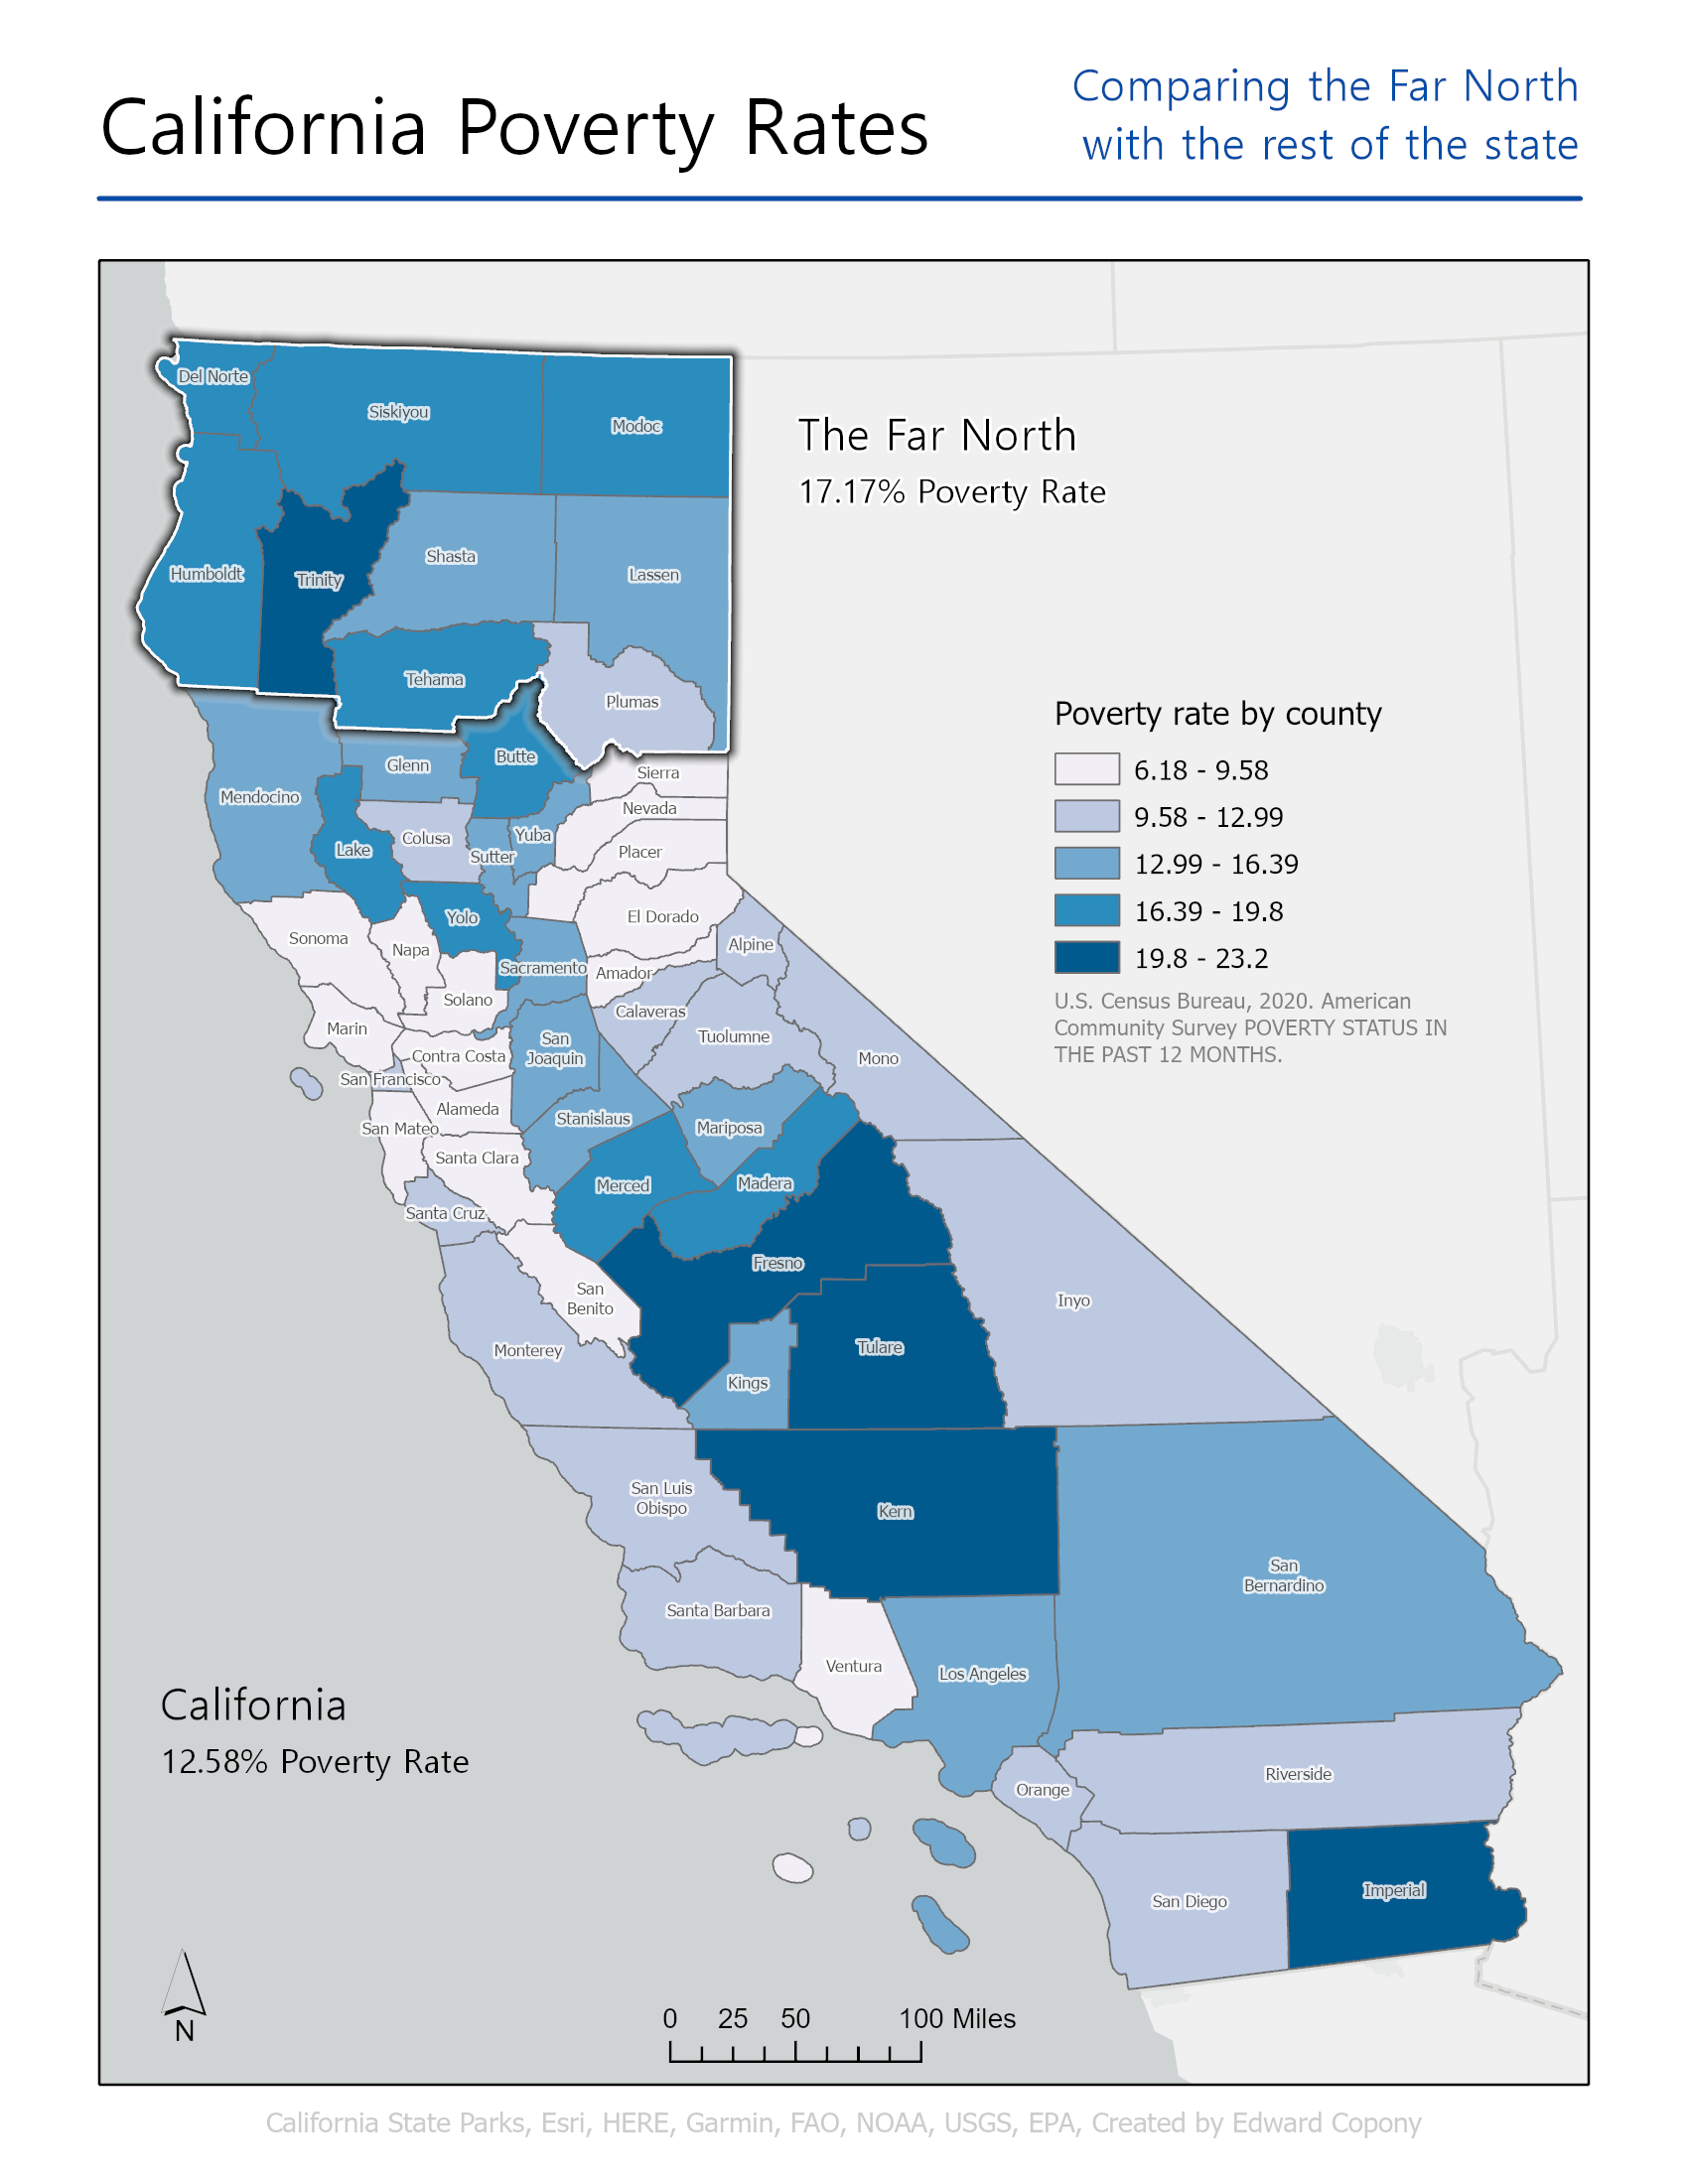 California Poverty Rates
Comparing the Far North
with the rest of the state
Del Norte
Siskiyou
Modoc
The Far North
17.17% Poverty Rate
Humboldt
Trinity
Shasta
Lassen
Tehama
Plumas
Poverty rate by county
6.18 - 9.58
9.58 - 12.99
12.99 - 16.39
16.39 - 19.8
19.8 - 23.2
U.S. Census Bureau, 2020. American
Community Survey POVERTY STATUS IN
THE PAST 12 MONTHS.
Butte
Glenn
Sierra
Mendocino
Nevada
Colusa
Yuba
Lake
Sutter
Placer
Yolo
El Dorado
Sonoma
Napa
Alpine
Sacramento
Amador
Solano
Calaveras
Marin
San
Joaquin
Tuolumne
Contra Costa
Mono
San Francisco
Alameda
Stanislaus
San Mateo
Mariposa
Santa Clara
Merced
Madera
Santa Cruz
Fresno
San
Benito
Inyo
Monterey
Tulare
Kings
San Luis
Obispo
Kern
San
Bernardino
Santa Barbara
Ventura
Los Angeles
California
12.58% Poverty Rate
Riverside
Orange
San Diego
Imperial
N
0 25 50 100 Miles
California State Parks, Esri, HERE, Garmin, FAO, NOAA, USGS, EPA, Created by Edward Copony